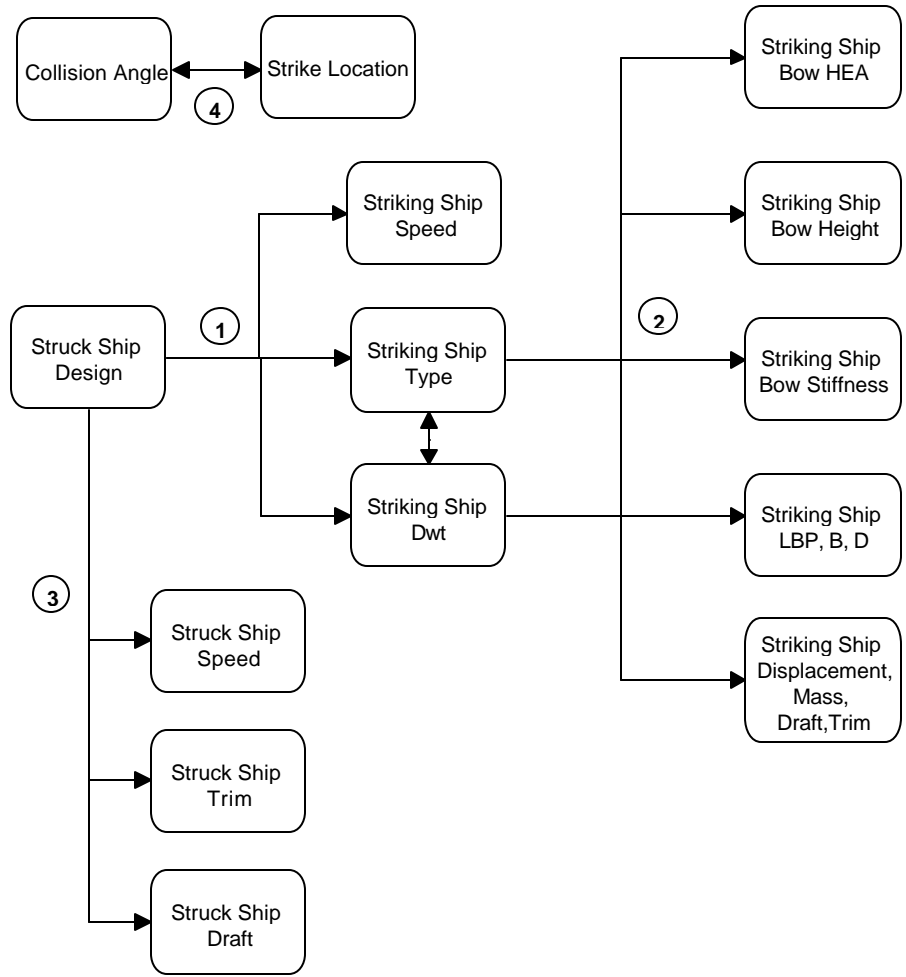 Collision Angle
Strike Location
4
Striking Ship
Bow HEA
Striking Ship
Speed
Striking Ship
Bow Height
1
2
Struck Ship
Design
Striking Ship
Type
Striking Ship
Bow Stiffness
Striking Ship
Dwt
Striking Ship
LBP, B, D
3
Struck Ship
Speed
Striking Ship
Displacement,
Mass,
Draft,Trim
Struck Ship
Trim
Struck Ship
Draft